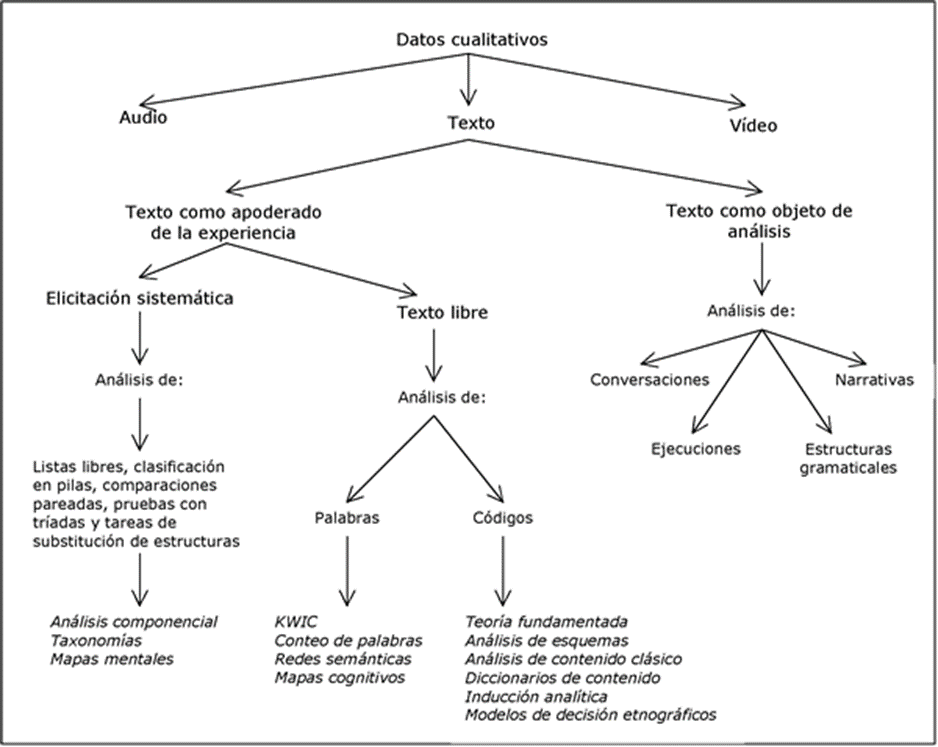 Datos cualitativos
Audio
Texto
Vídeo
Texto como apoderado
de la experiencia
Texto como objeto de
análisis
Elicitación sistemática
Texto libre
Análisis de:
Análisis de:
Análisis de:
Conversaciones
Narrativas
Ejecuciones
Estructuras
gramaticales
Listas libres, clasificación
en pilas, comparaciones
pareadas, pruebas con
tríadas y tareas de
substitución de estructuras
Palabras
Códigos
Análisis componencial
Taxonomías
Mapas mentales
KWIC
Conteo de palabras
Redes semánticas
Mapas cognitivos
Teoría fundamentada
Análisis de esquemas
Análisis de contenido clásico
Diccionarios de contenido
Inducción analítica
Modelos de decisión etnográficos